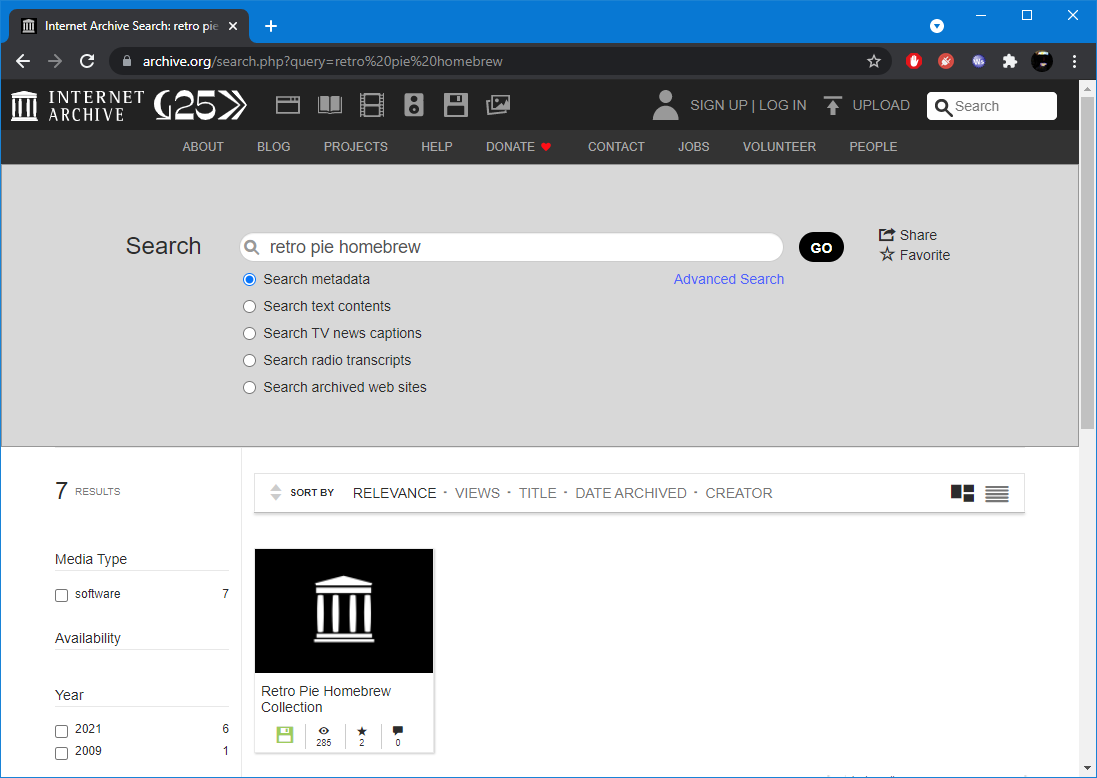 Internet Archive Search: retro pie
archive.org/search.php?query=retro%20pie%20homebrew
INTERNET ARCHIVE
25
SIGN UP | LOG IN
UPLOAD
Search
ABOUT BLOG PROJECTS HELP DONATE CONTACT JOBS VOLUNTEER PEOPLE
Search
retro pie homebrew
GO
Share
Favorite
Search metadata
Advanced Search
Search text contents
Search TV news captions
Search radio transcripts
Search archived web sites
7 RESULTS
SORT BY RELEVANCE · VIEWS · TITLE · DATE ARCHIVED · CREATOR
Media Type
software 7
Availability
Year
2021 6
2009 1
Retro Pie Homebrew
Collection
285 2 0